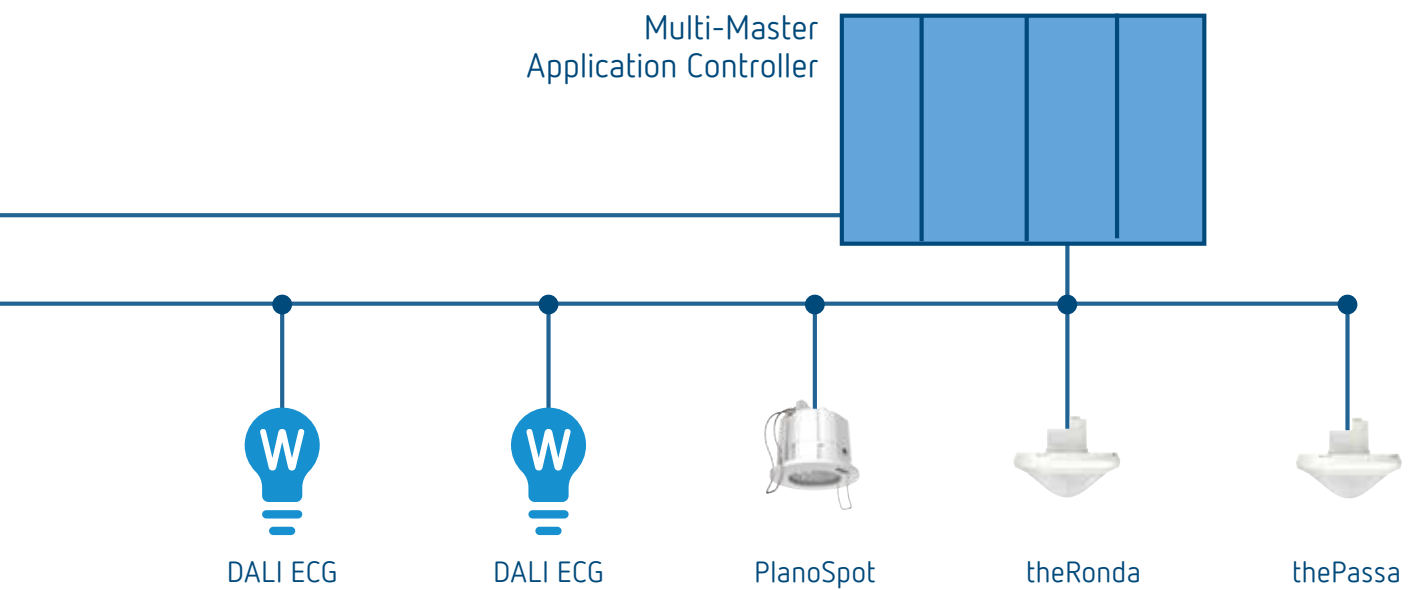 Multi-Master
Application Controller
W
W
DALI ECG
DALI ECG
PlanoSpot
theRonda
thePassa